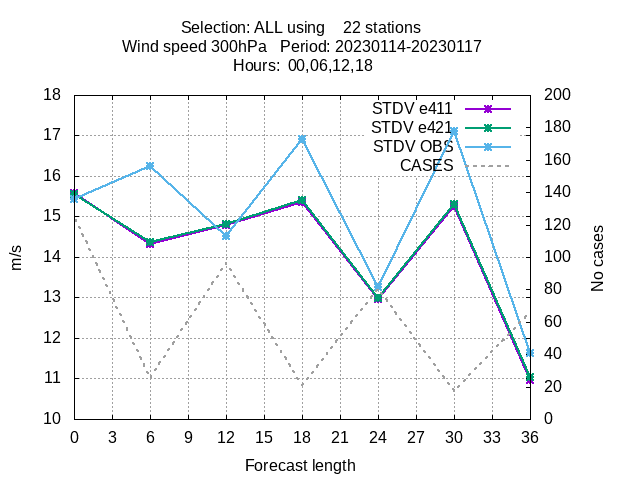 Selection: ALL using    22 stations
Wind speed 300hPa   Period: 20230114-20230117
Hours:  00,06,12,18
18 200
STDV e411
17 180
STDV e421
STDV OBS
160
CASES
16
140
15 120
14 100
80
13
60
12
40
11
20
10 0
m/s
No cases
0 3 6 9 12 15 18 21 24 27 30 33 36
Forecast length